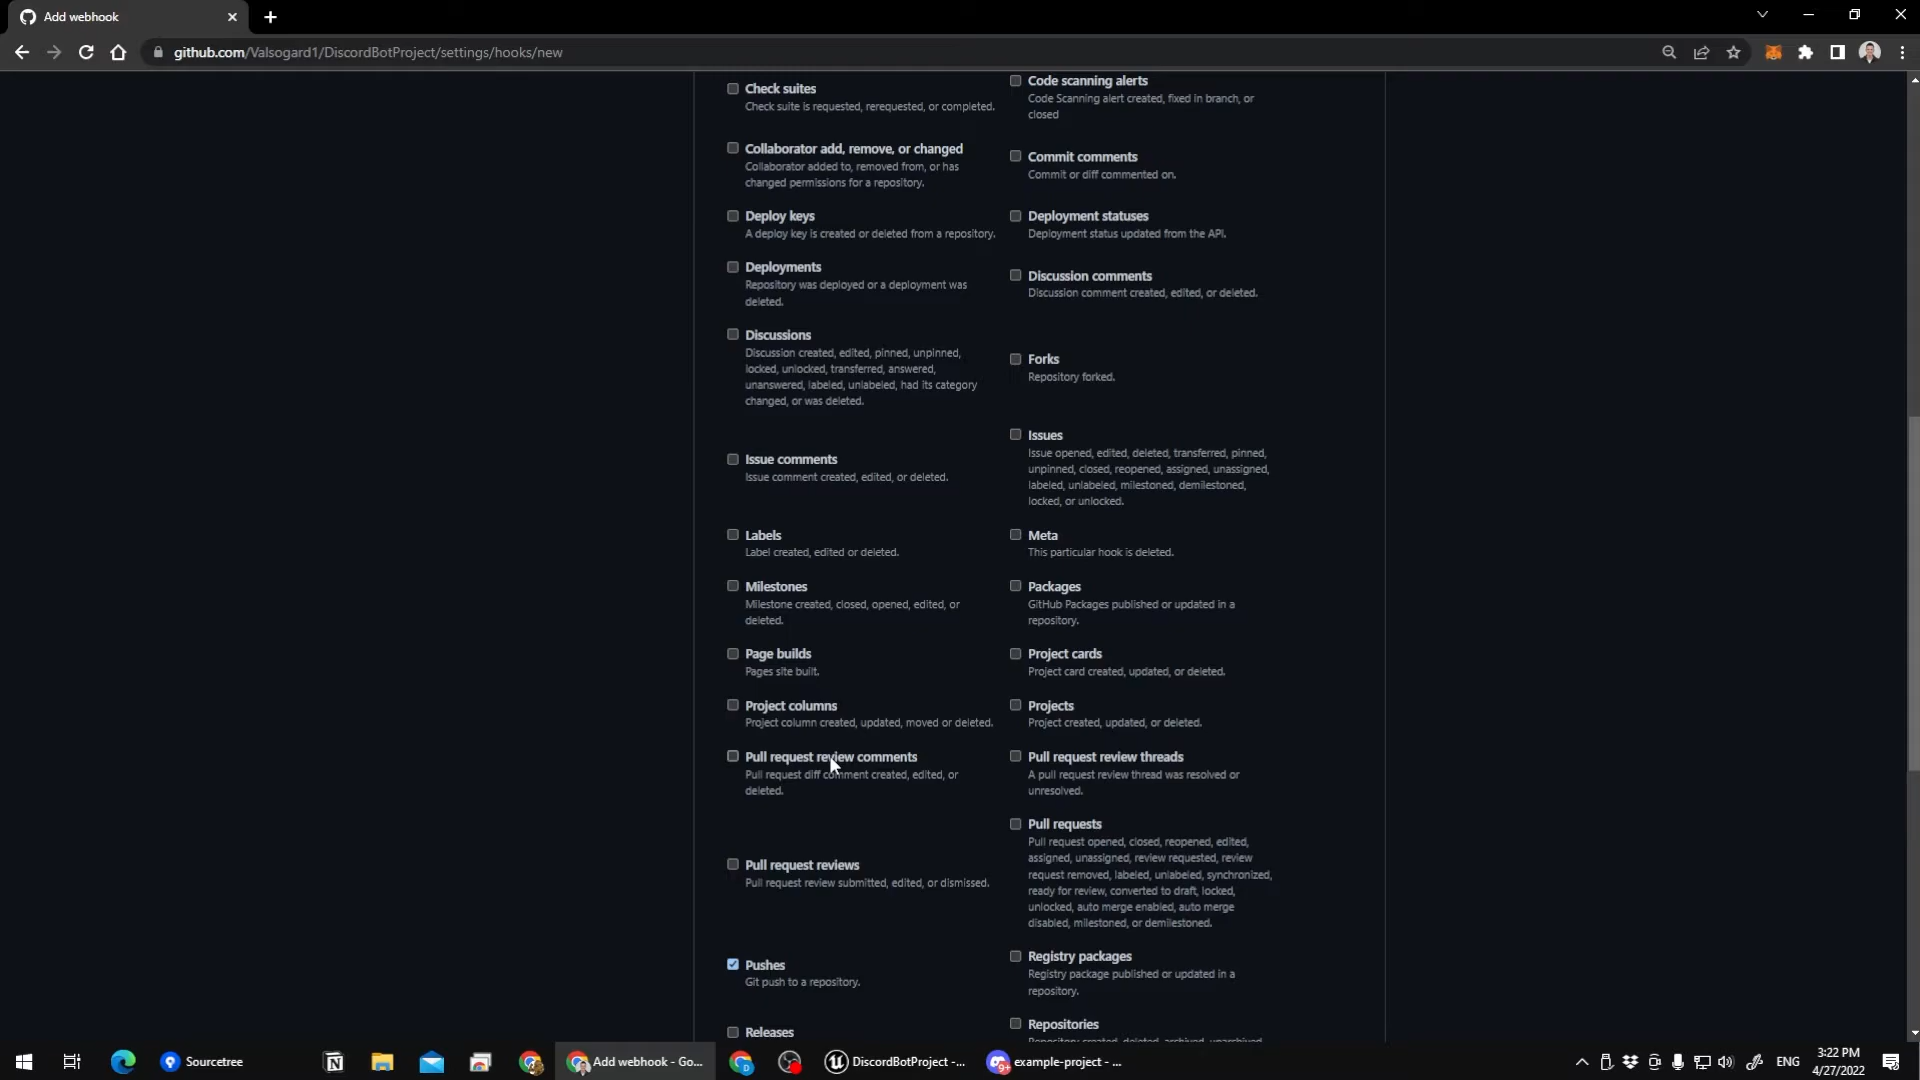 Add webhook
github.com/Valsogard1/DiscordBotProject/settings/hooks/new
Check suites
Check suite is requested, rerequested, or completed.
Code scanning alerts
Code Scanning alert created, fixed in branch, or
closed
Collaborator add, remove, or changed
Collaborator added to, removed from, or has
changed permissions for a repository.
Commit comments
Commit or diff commented on.
Deploy keys
A deploy key is created or deleted from a repository.
Deployment statuses
Deployment status updated from the API.
Deployments
Repository was deployed or a deployment was
deleted.
Discussion comments
Discussion comment created, edited, or deleted.
Discussions
Discussion created, edited, pinned, unpinned,
locked, unlocked, transferred, answered,
unanswered, labeled, unlabeled, had its category
changed, or was deleted.
Forks
Repository forked.
Issue comments
Issue comment created, edited, or deleted.
Issues
Issue opened, edited, deleted, transferred, pinned,
unpinned, closed, reopened, assigned, unassigned,
labeled, unlabeled, milestoned, demilestoned,
locked, or unlocked.
Labels
Label created, edited or deleted.
Meta
This particular hook is deleted.
Milestones
Milestone created, closed, opened, edited, or
deleted.
Packages
GitHub Packages published or updated in a
repository.
Page builds
Pages site built.
Project cards
Project card created, updated, or deleted.
Project columns
Project column created, updated, moved or deleted.
Projects
Project created, updated, or deleted.
Pull request review comments
Pull request diff comment created, edited, or
deleted.
Pull request review threads
A pull request review thread was resolved or
unresolved.
Pull request reviews
Pull request review submitted, edited, or dismissed.
Pull requests
Pull request opened, closed, reopened, edited,
assigned, unassigned, review requested, review
request removed, labeled, unlabeled, synchronized,
ready for review, converted to draft, locked,
unlocked, auto merge enabled, auto merge
disabled, milestoned, or demilestoned.
Pushes
Git push to a repository.
Registry packages
Registry package published or updated in a
repository.
Releases
Repositories
Repository created, deleted, archived, unarchived,
Sourcetree
Add webhook - Go...
DiscordBotProject -...
9+
example-project - ...
ENG
3:22 PM
4/27/2022